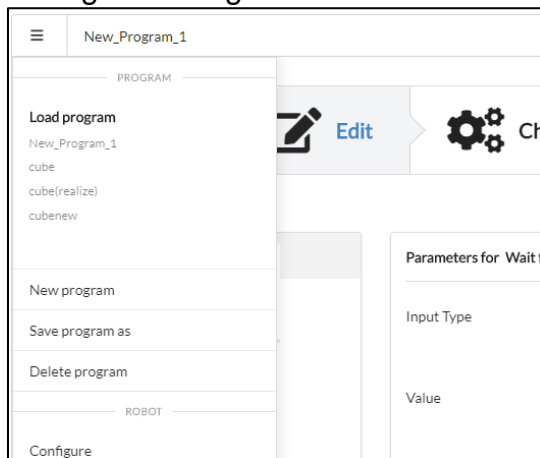 New_Program_1
PROGRAM
Load program
New_Program_1
cube
cube(realize)
cubenew
New program
Save program as
Delete program
ROBOT
Configure
Edit
Ch
Parameters for Wait
Input Type
Value